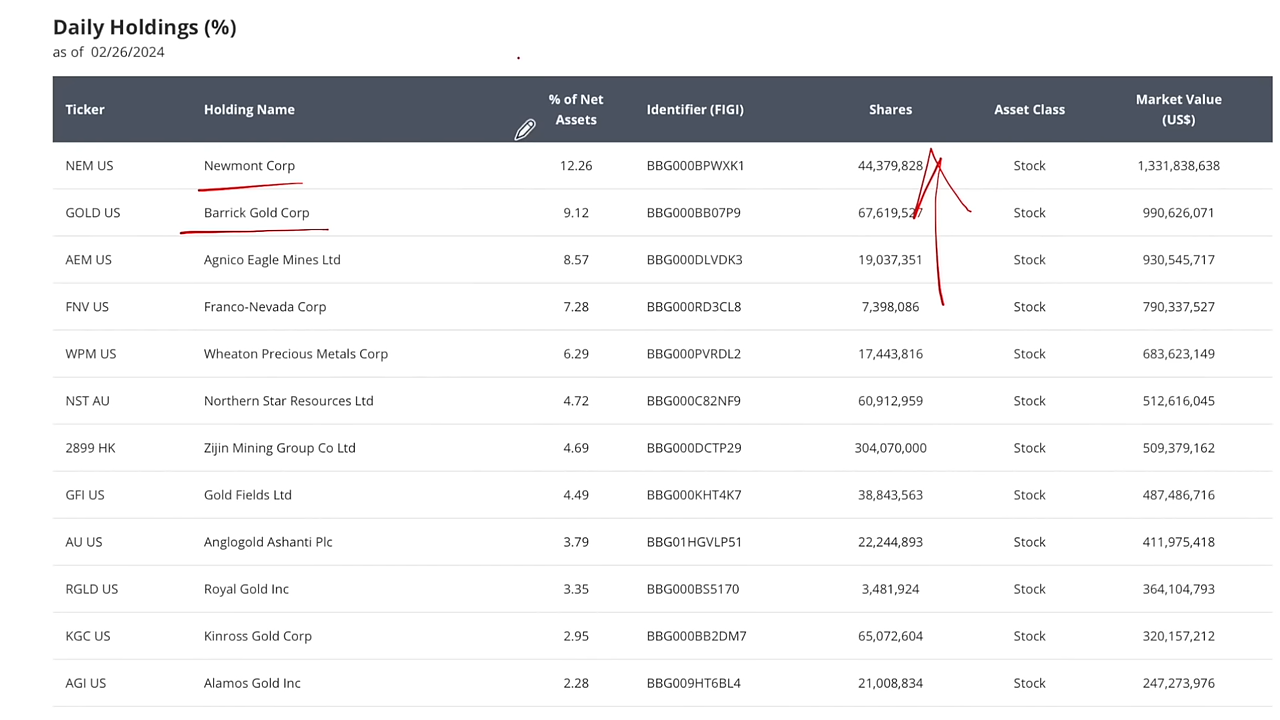 Daily Holdings (%)
as of 02/26/2024
Ticker Holding Name % of Net Assets Identifier (FIGI) Shares Asset Class Market Value (US$)
NEM US Newmont Corp 12.26 BBG000BPWXK1 44,379,828 Stock 1,331,838,638
GOLD US Barrick Gold Corp 9.12 BBG000BB07P9 67,619,527 Stock 990,626,071
AEM US Agnico Eagle Mines Ltd 8.57 BBG000DLVDK3 19,037,351 Stock 930,545,717
FNV US Franco-Nevada Corp 7.28 BBG000RD3CL8 7,398,086 Stock 790,337,527
WPM US Wheaton Precious Metals Corp 6.29 BBG000PVRDL2 17,443,816 Stock 683,623,149
NST AU Northern Star Resources Ltd 4.72 BBG000C82NF9 60,912,959 Stock 512,616,045
2899 HK Zijin Mining Group Co Ltd 4.69 BBG000DCTP29 304,070,000 Stock 509,379,162
GFI US Gold Fields Ltd 4.49 BBG000KHT4K7 38,843,563 Stock 487,486,716
AU US Anglogold Ashanti Plc 3.79 BBG01HGVLP51 22,244,893 Stock 411,975,418
RGLD US Royal Gold Inc 3.35 BBG000BS5170 3,481,924 Stock 364,104,793
KGC US Kinross Gold Corp 2.95 BBG000BB2DM7 65,072,604 Stock 320,157,212
AGI US Alamos Gold Inc 2.28 BBG009HT6BL4 21,008,834 Stock 247,273,976